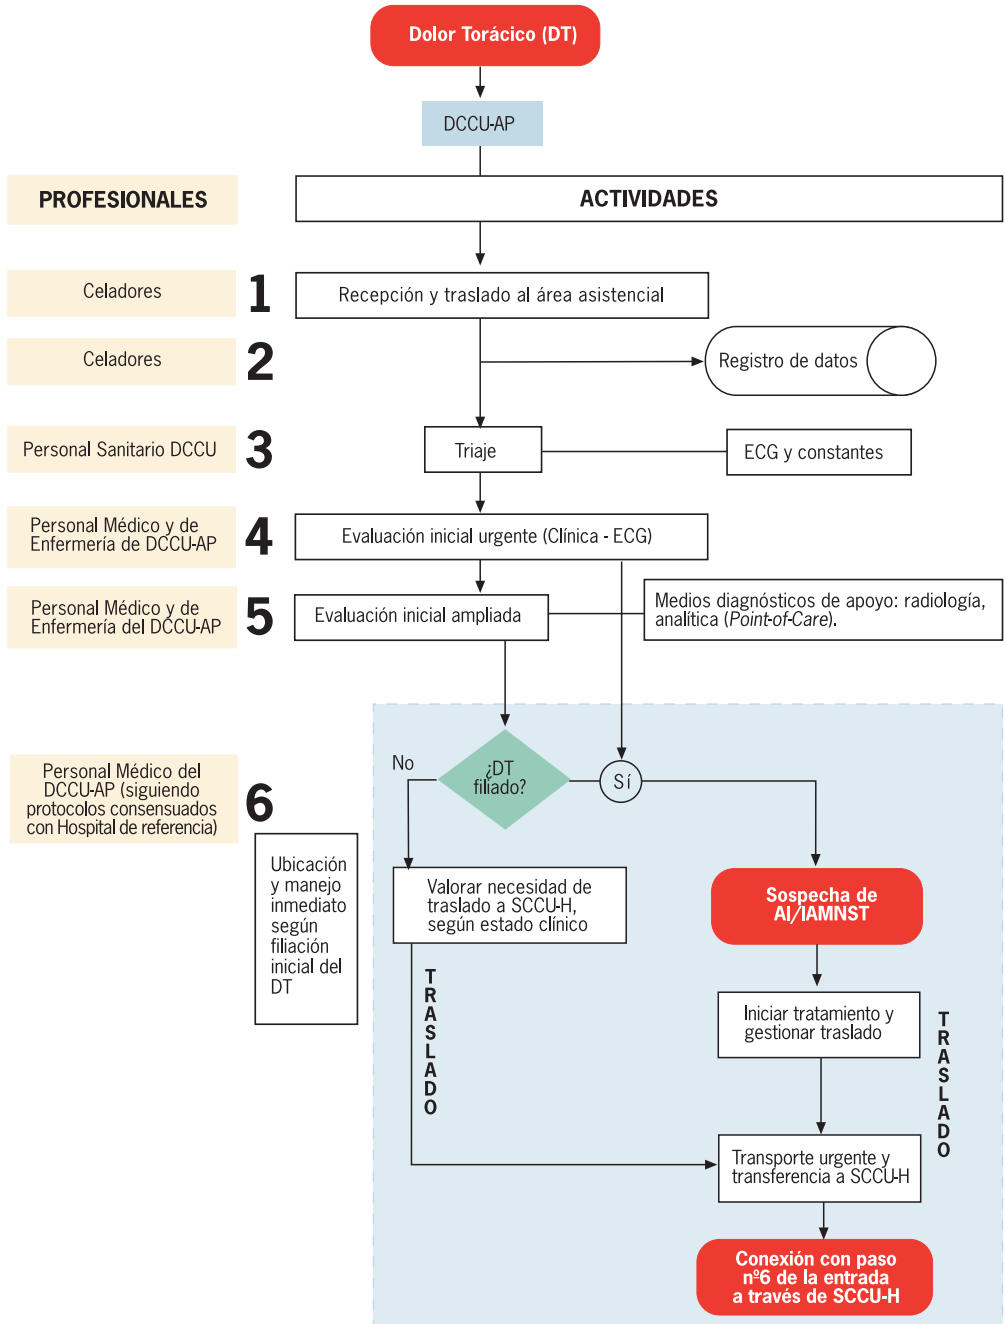 Dolor Torácico (DT)
DCCU-AP
PROFESIONALES
ACTIVIDADES
Celadores
1
Recepción y traslado al área asistencial
Celadores
2
Registro de datos
Personal Sanitario DCCU
3
Triaje
ECG y constantes
Personal Médico y de
Enfermería de DCCU-AP
4
Evaluación inicial urgente (Clínica - ECG)
Personal Médico y de
Enfermería del DCCU-AP
5
Evaluación inicial ampliada
Medios diagnósticos de apoyo: radiología,
analítica (Point-of-Care).
Personal Médico del
DCCU-AP (siguiendo
protocolos consensuados
con Hospital de referencia)
6
Ubicación
y manejo
inmediato
según
filiación
inicial del
DT
No
¿DT
filiado?
Sí
Valorar necesidad de
traslado a SCCU-H,
según estado clínico
TRASLADO
Sospecha de
AI/IAMNST
Iniciar tratamiento y
gestionar traslado
TRASLADO
Transporte urgente y
transferencia a SCCU-H
Conexión con paso
nº6 de la entrada
a través de SCCU-H